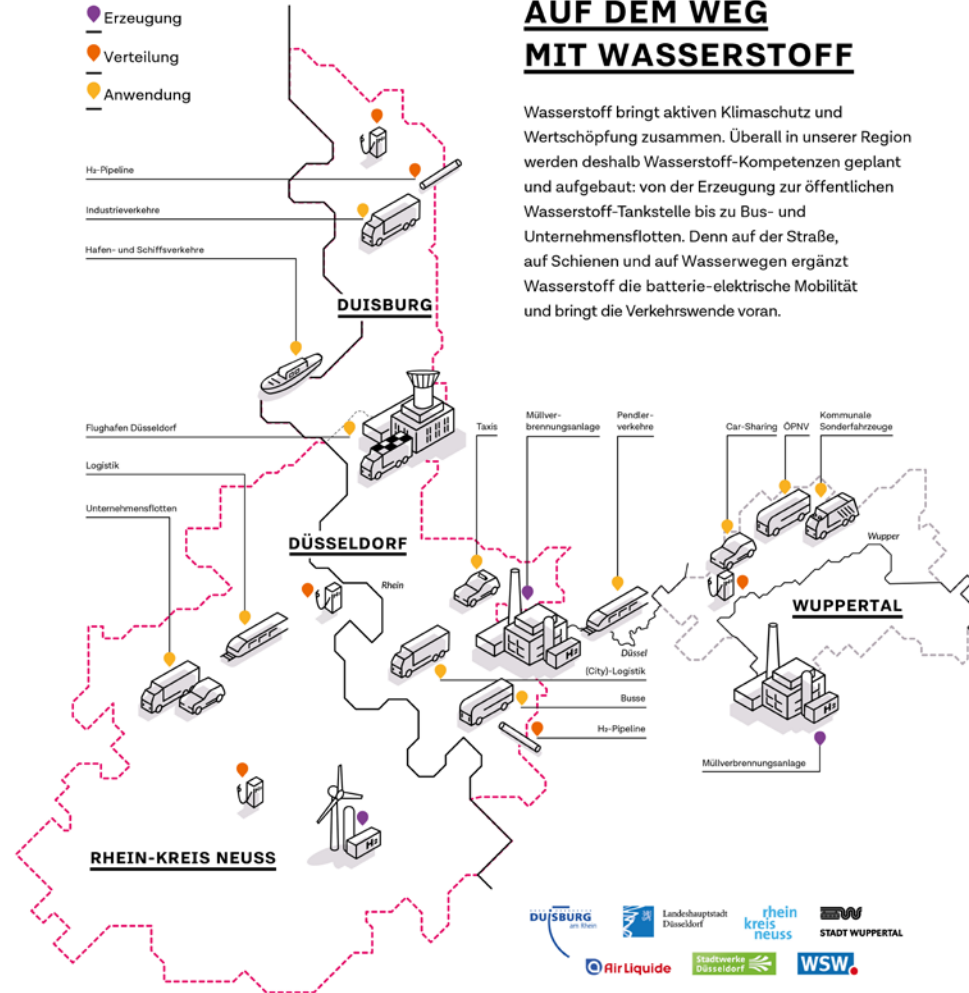 Erzeugung
Verteilung
Anwendung
AUF DEM WEG
MIT WASSERSTOFF
Wasserstoff bringt aktiven Klimaschutz und
Wertschöpfung zusammen. Überall in unserer Region
werden deshalb Wasserstoff-Kompetenzen geplant
und aufgebaut: von der Erzeugung zur öffentlichen
Wasserstoff-Tankstelle bis zu Bus- und
Unternehmensflotten. Denn auf der Straße,
auf Schienen und auf Wasserwegen ergänzt
Wasserstoff die batterie-elektrische Mobilität
und bringt die Verkehrswende voran.
H₂-Pipeline
Industrieverkehre
Hafen- und Schiffsverkehre
DUISBURG
Flughafen Düsseldorf
Logistik
Unternehmensflotten
Taxis
Müllver-
brennungsanlage
Pendler-
verkehre
Car-Sharing
ÖPNV
Kommunale
Sonderfahrzeuge
DÜSSELDORF
Rhein
Wupper
WUPPERTAL
Düssel
H₂
(City)-Logistik
Busse
H₂-Pipeline
H₂
Müllverbrennungsanlage
H₂
RHEIN-KREIS NEUSS
DUISBURG
am Rhein
Landeshauptstadt
Düsseldorf
rhein
kreis
neuss
STADT WUPPERTAL
Air Liquide
Stadtwerke
Düsseldorf
WSW